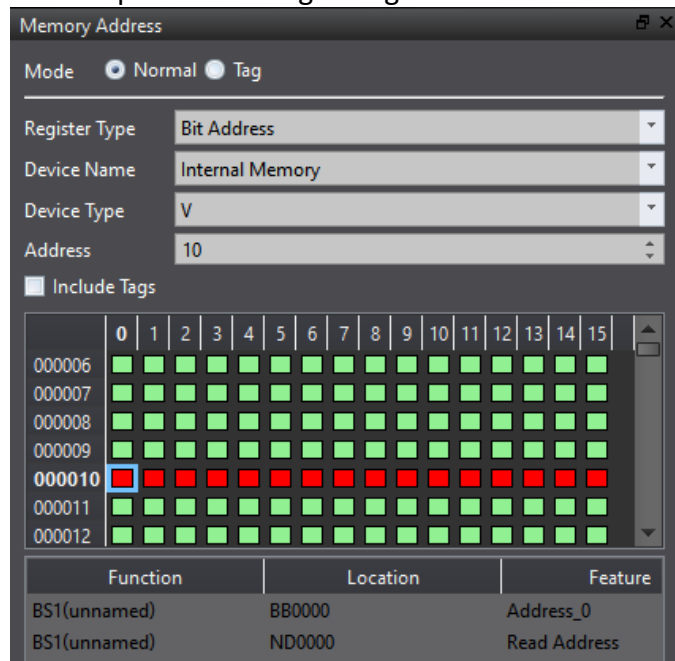 Memory Address
Mode Normal Tag
Register Type Bit Address
Device Name Internal Memory
Device Type V
Address 10
Include Tags
0 1 2 3 4 5 6 7 8 9 10 11 12 13 14 15
000006
000007
000008
000009
000010
000011
000012
Function Location Feature
BS1(unnamed) BB0000 Address_0
BS1(unnamed) ND0000 Read Address